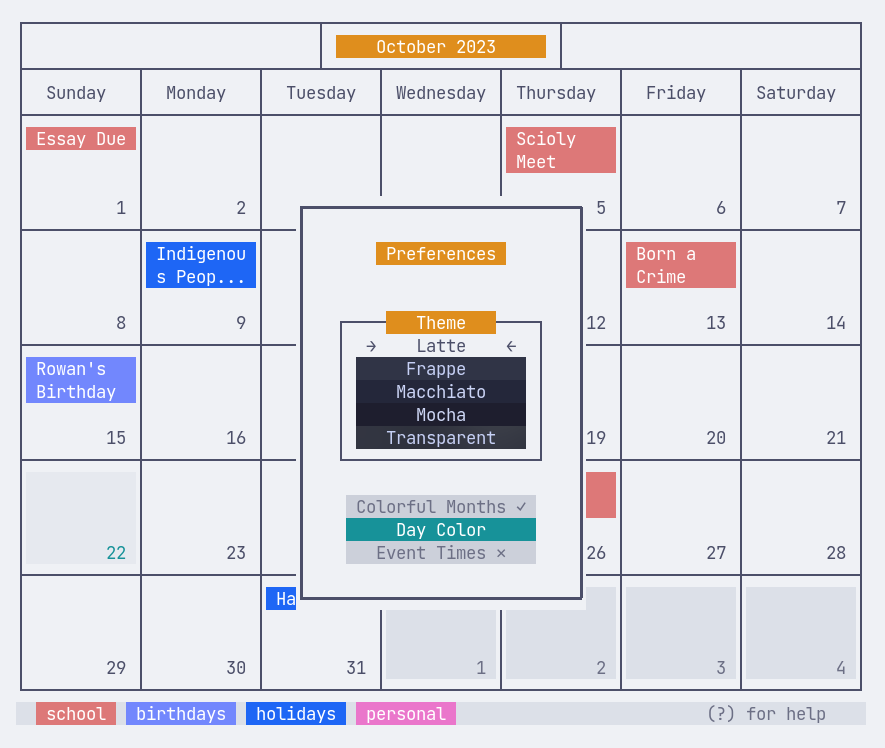 October 2023
Sunday Monday Tuesday Wednesday Thursday Friday Saturday
Essay Due
Scioly
Meet
1 2 5 6 7
Indigenou
s Peop...
Born a
Crime
8 9 12 13 14
Rowan's
Birthday
15 16 19 20 21
22 23 26 27 28
Ha
29 30 31 1 2 3 4
Preferences
Theme
→ Latte ←
Frappe
Macchiato
Mocha
Transparent
Colorful Months ✓
Day Color
Event Times ×
school birthdays holidays personal (?) for help